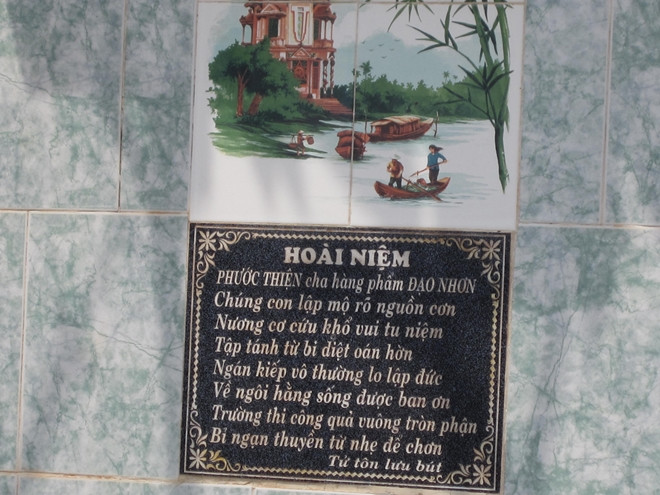 HOÀI NIỆM
PHƯỚC THIÊN cha hàng phẩm ĐẠO NHƠN
Chúng con lập mộ rõ nguồn cơn
Nương cơ cứu khổ vui tu niệm
Tập tánh từ bi diệt oán hờn
Ngàn kiếp vô thường lo lập đức
Về ngôi hằng sống được ban ơn
Trường thi công quả vuông tròn phận
Bỉ ngạn thuyền từ nhẹ để chơn
Tử tôn lưu bút